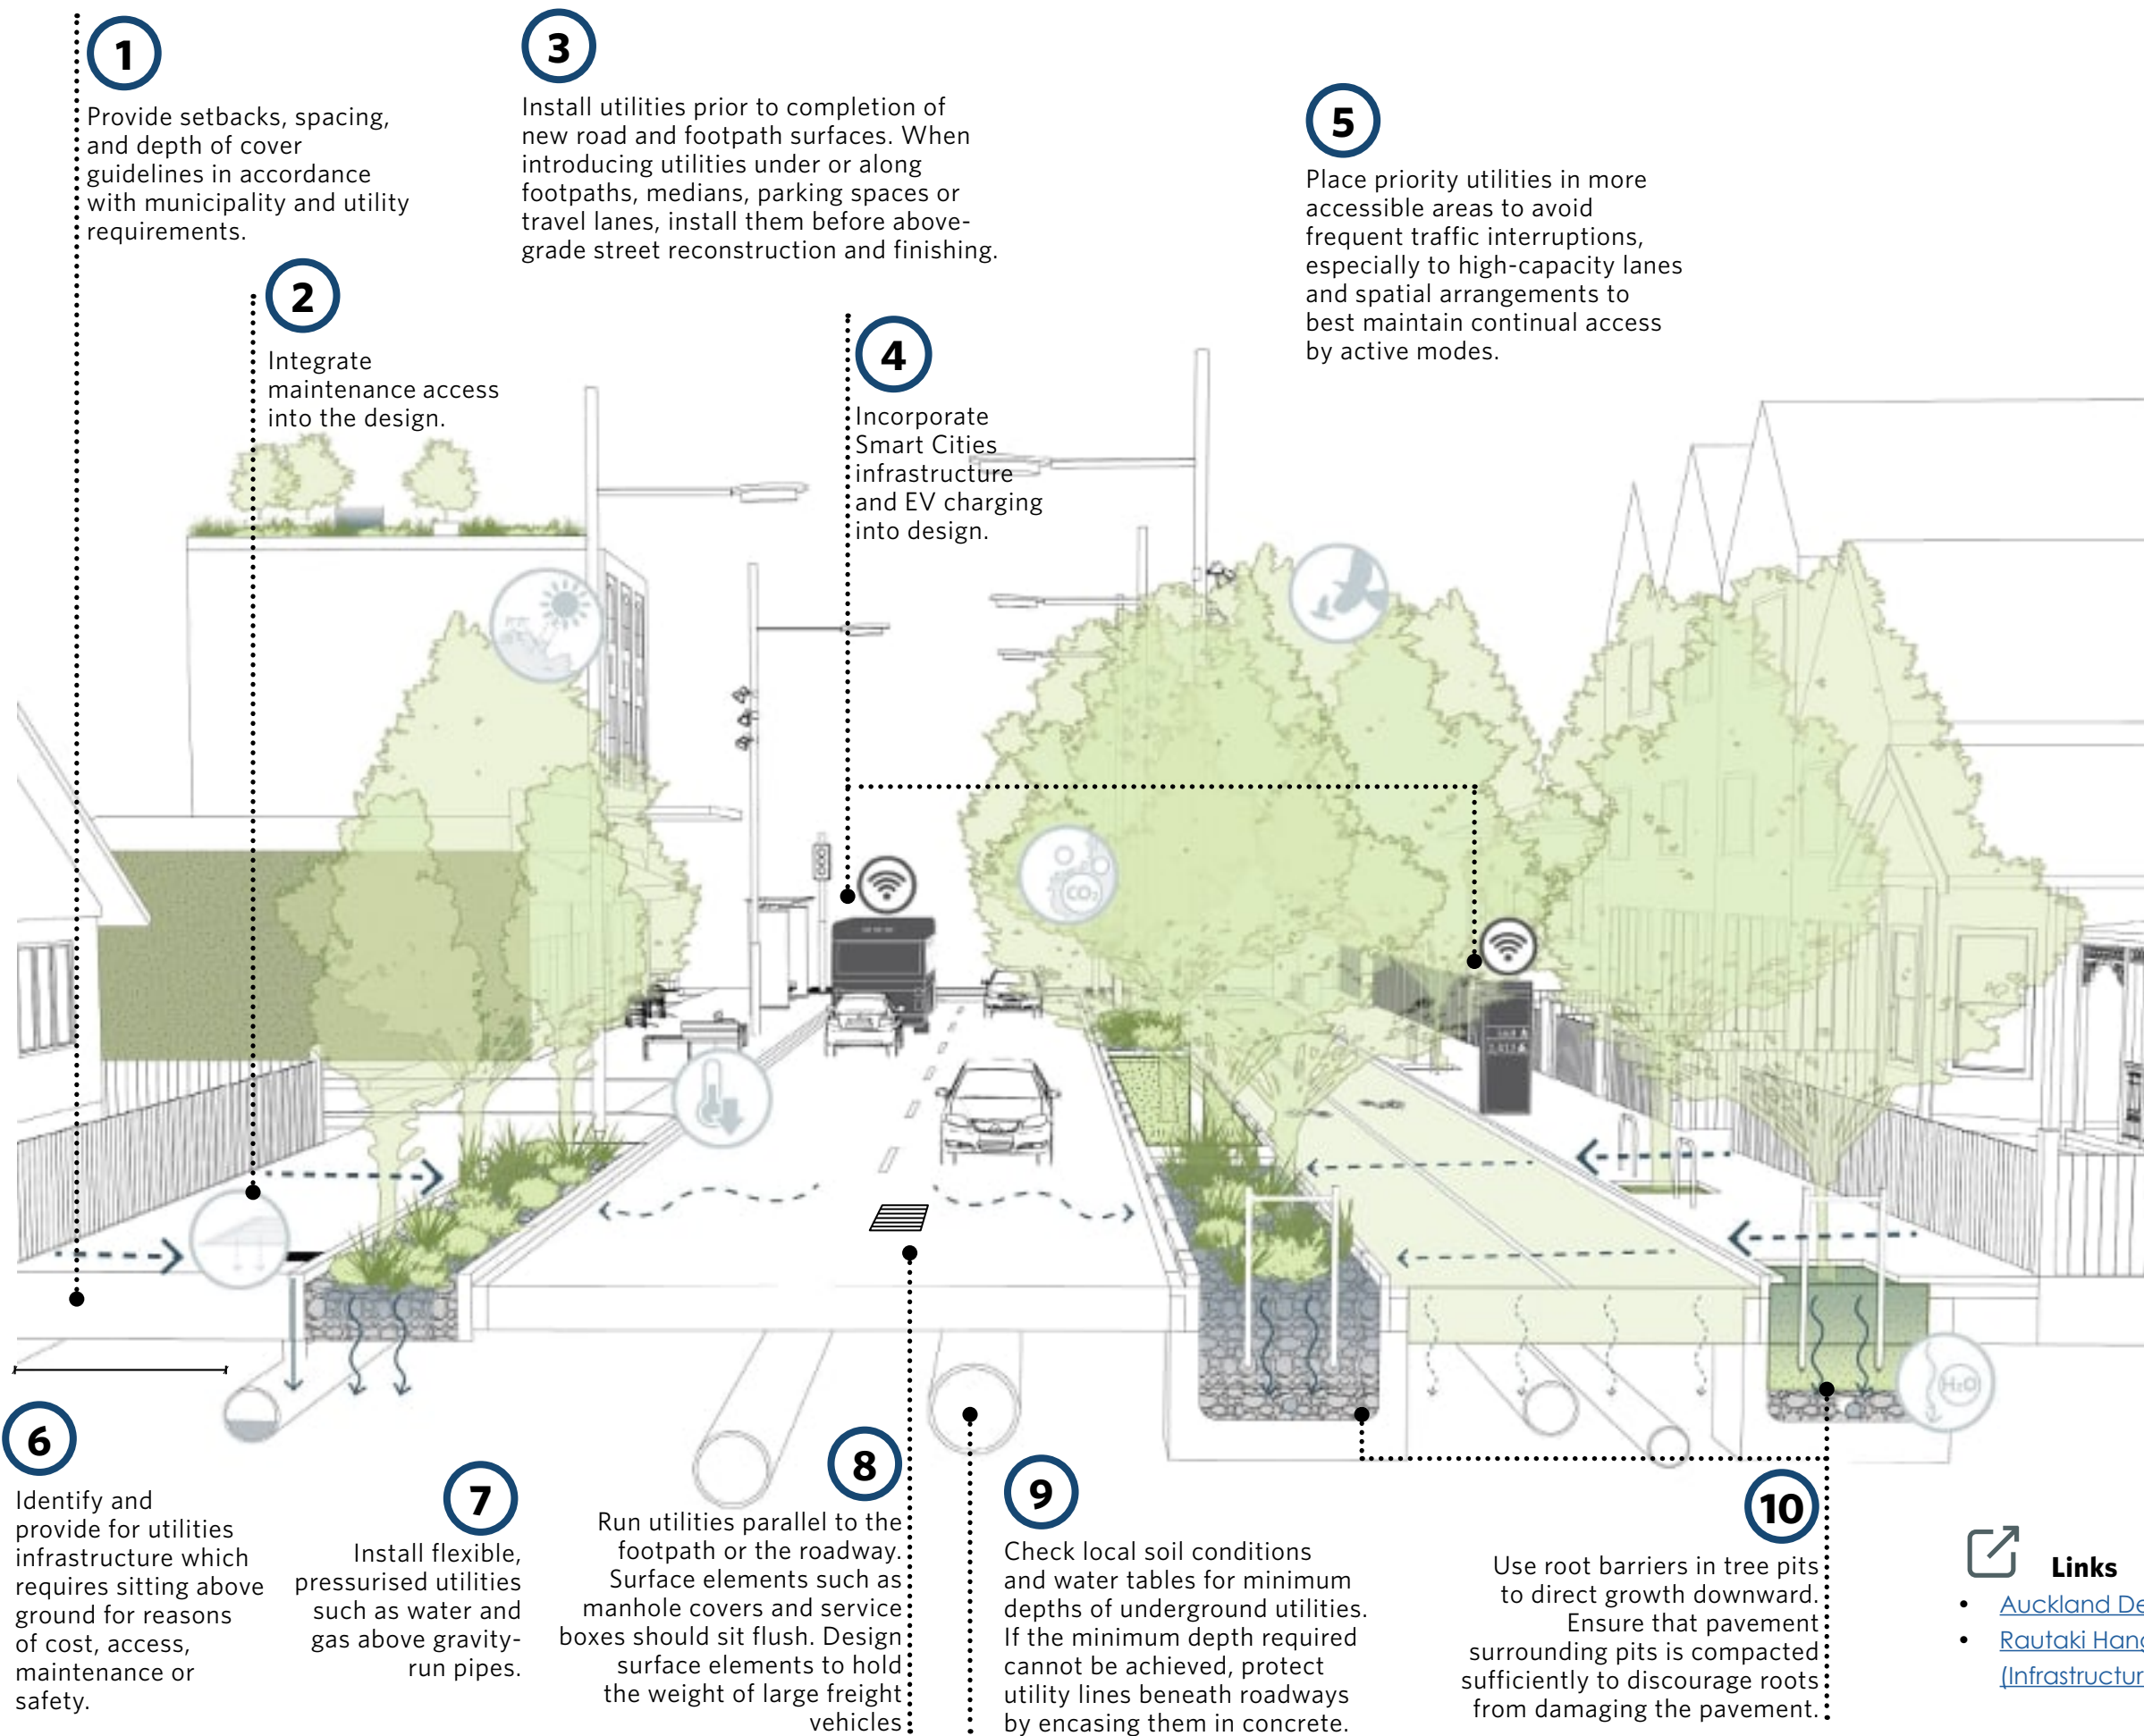 1
Provide setbacks, spacing,
and depth of cover
guidelines in accordance
with municipality and utility
requirements.
2
Integrate
maintenance access
into the design.
3
Install utilities prior to completion of
new road and footpath surfaces. When
introducing utilities under or along
footpaths, medians, parking spaces or
travel lanes, install them before above-
grade street reconstruction and finishing.
4
Incorporate
Smart Cities
infrastructure
and EV charging
into design.
5
Place priority utilities in more
accessible areas to avoid
frequent traffic interruptions,
especially to high-capacity lanes
and spatial arrangements to
best maintain continual access
by active modes.
CO₂
H₂O
6
Identify and
provide for utilities
infrastructure which
requires sitting above
ground for reasons
of cost, access,
maintenance or
safety.
7
Install flexible,
pressurised utilities
such as water and
gas above gravity-
run pipes.
8
Run utilities parallel to the
footpath or the roadway.
Surface elements such as
manhole covers and service
boxes should sit flush. Design
surface elements to hold
the weight of large freight
vehicles
9
Check local soil conditions
and water tables for minimum
depths of underground utilities.
If the minimum depth required
cannot be achieved, protect
utility lines beneath roadways
by encasing them in concrete.
10
Use root barriers in tree pits
to direct growth downward.
Ensure that pavement
surrounding pits is compacted
sufficiently to discourage roots
from damaging the pavement.
Links
• Auckland De
• Rautaki Hang
(Infrastructur